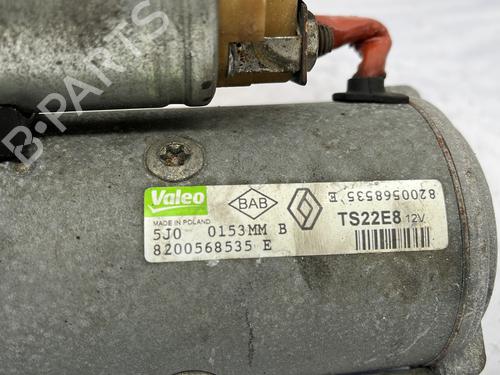 B-PARTS
Valeo
MADE IN POLAND
BAB
5J0 0153MM B
8200568535 E
8200568535 E
TS22E8 12V